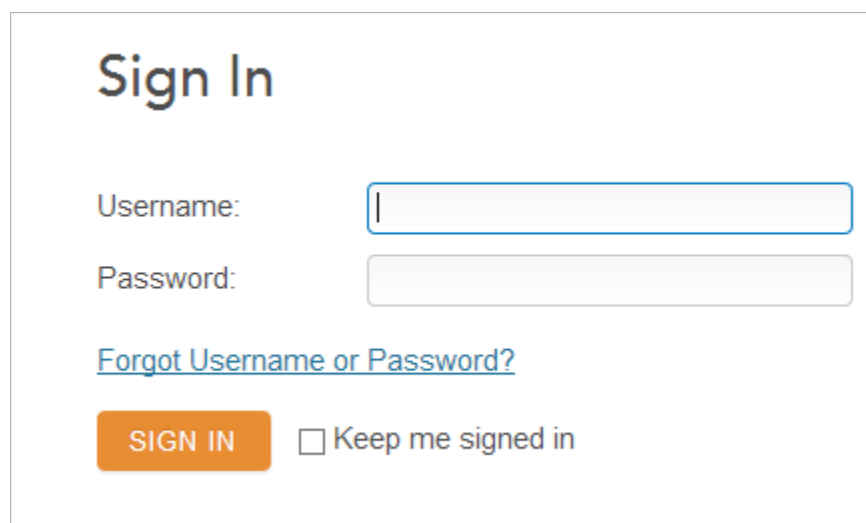 Sign In
Username:
Password:
Forgot Username or Password?
SIGN IN Keep me signed in